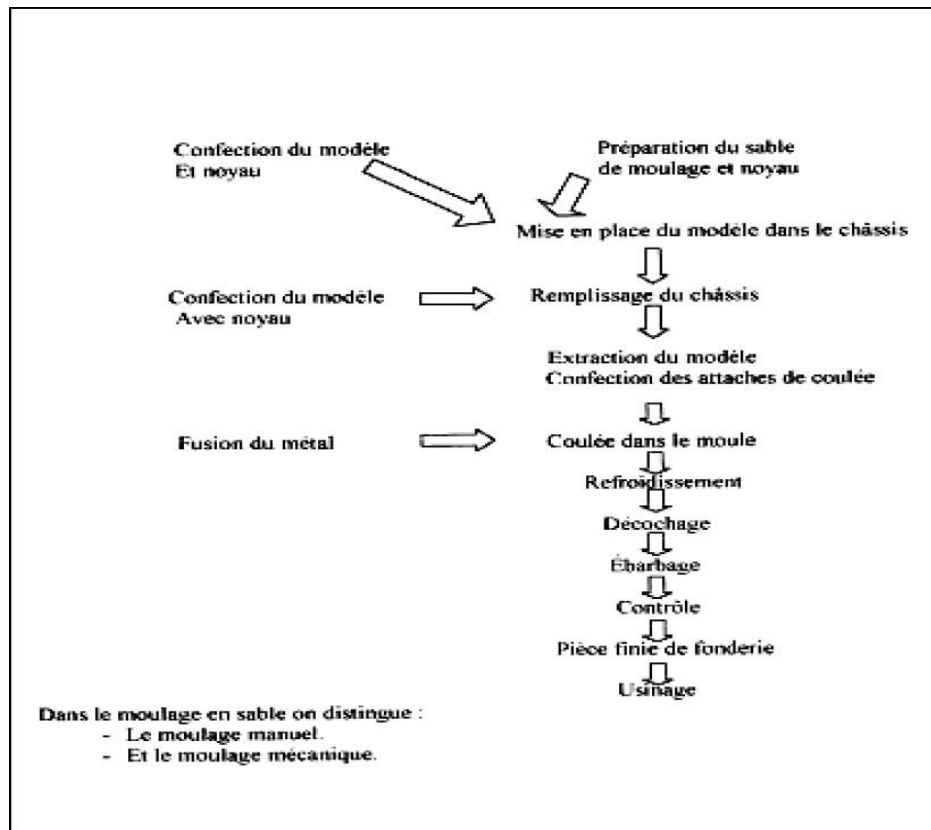 Confection du modèle
Et noyau
Préparation du sable
de moulage et noyau
Mise en place du modèle dans le châssis
Confection du modèle
Avec noyau
Remplissage du châssis
Extraction du modèle
Confection des attaches de coulée
Fusion du métal
Coulée dans le moule
Refroidissement
Décochage
Ébarbage
Contrôle
Pièce finie de fonderie
Usinage
Dans le moulage en sable on distingue :
- Le moulage manuel.
- Et le moulage mécanique.